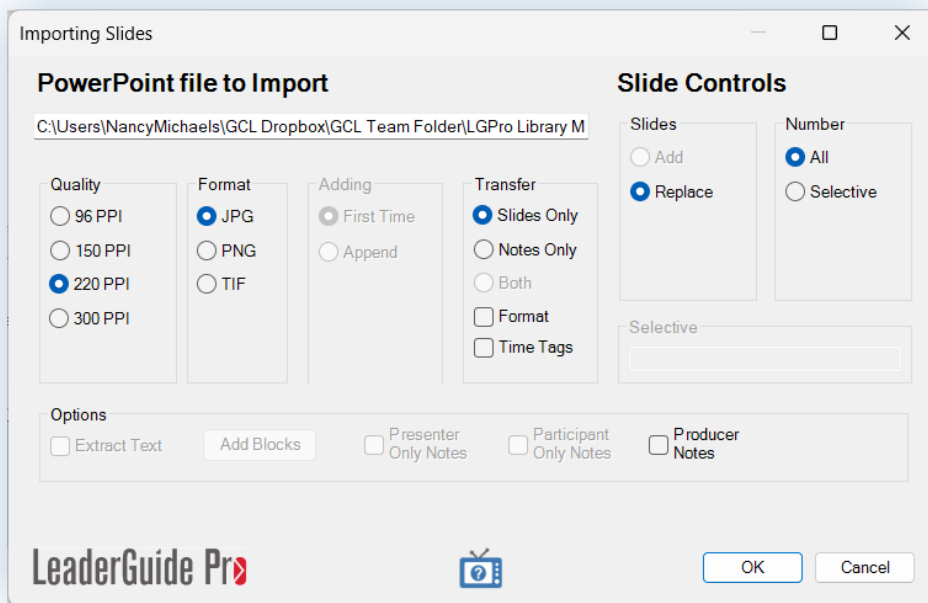 Importing Slides
PowerPoint file to Import
Slide Controls
C:\Users\NancyMichaels\GCL Dropbox\GCL Team Folder\LGPro Library M
Slides
Add
Replace
Number
All
Selective
Quality
96 PPI
150 PPI
220 PPI
300 PPI
Format
JPG
PNG
TIF
Adding
First Time
Append
Transfer
Slides Only
Notes Only
Both
Format
Time Tags
Selective
Options
Extract Text
Add Blocks
Presenter
Only Notes
Participant
Only Notes
Producer
Notes
LeaderGuide Pro
?
OK
Cancel